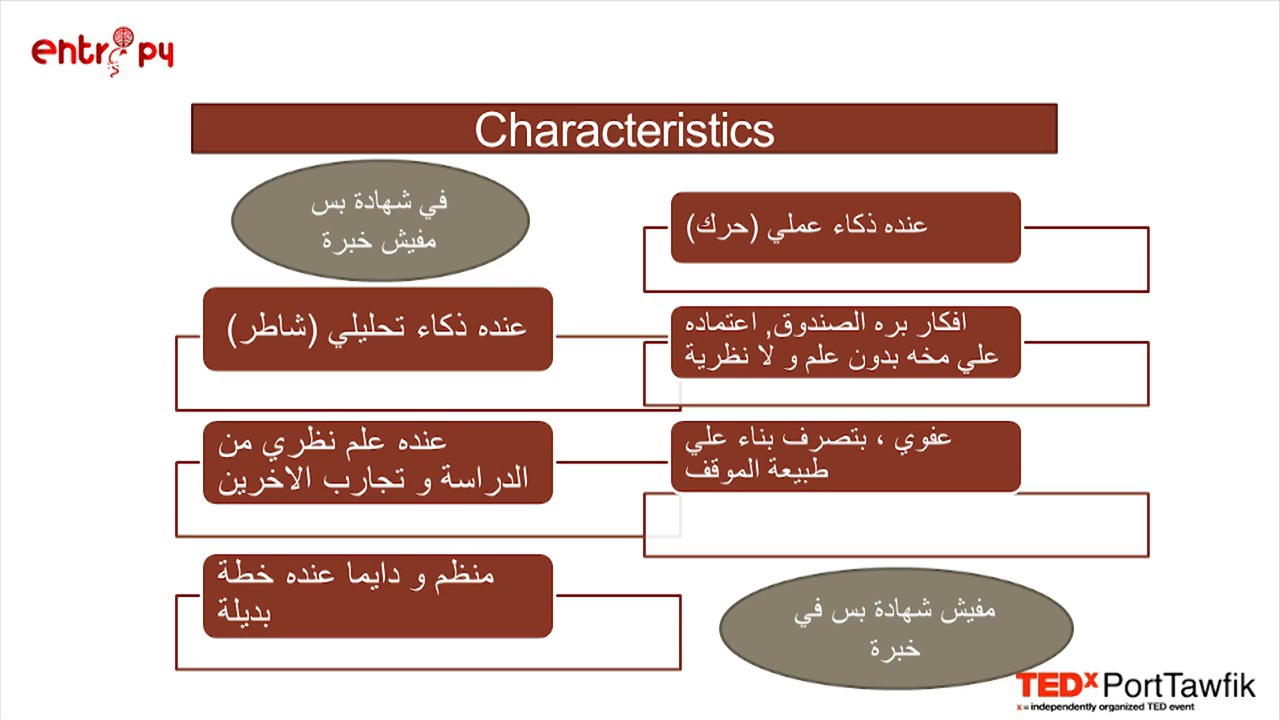 entropy
Characteristics
في شهادة بس
مفيش خبرة
عنده ذكاء تحليلي (شاطر)
عنده علم نظري من
الدراسة و تجارب الاخرين
منظم و دايما عنده خطة
بديلة
عنده ذكاء عملي (حرك)
افكار بره الصندوق, اعتماده
علي مخه بدون علم و لا نظرية
عفوي ، بتصرف بناء علي
طبيعة الموقف
مفيش شهادة بس في
خبرة
TEDx PortTawfik
x = independently organized TED event